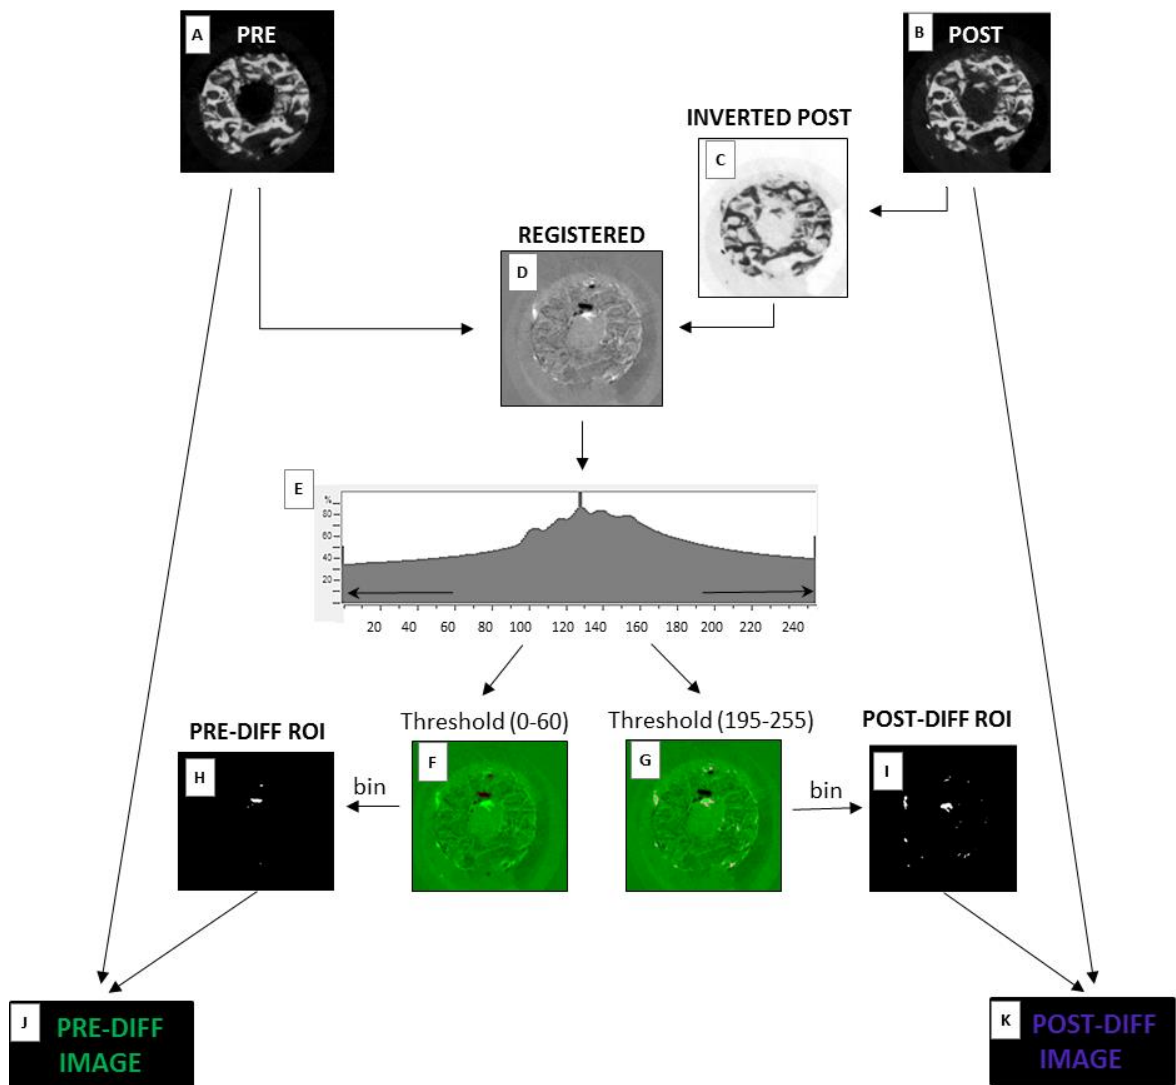 A
PRE
B
POST
INVERTED POST
C
REGISTERED
D
E
%
80
60
40
20
20 40 60 80 100 120 140 160 180 200 220 240
PRE-DIFF ROI
Threshold (0-60)
Threshold (195-255)
POST-DIFF ROI
H
bin
F
G
bin
I
J
PRE-DIFF
IMAGE
K
POST-DIFF
IMAGE